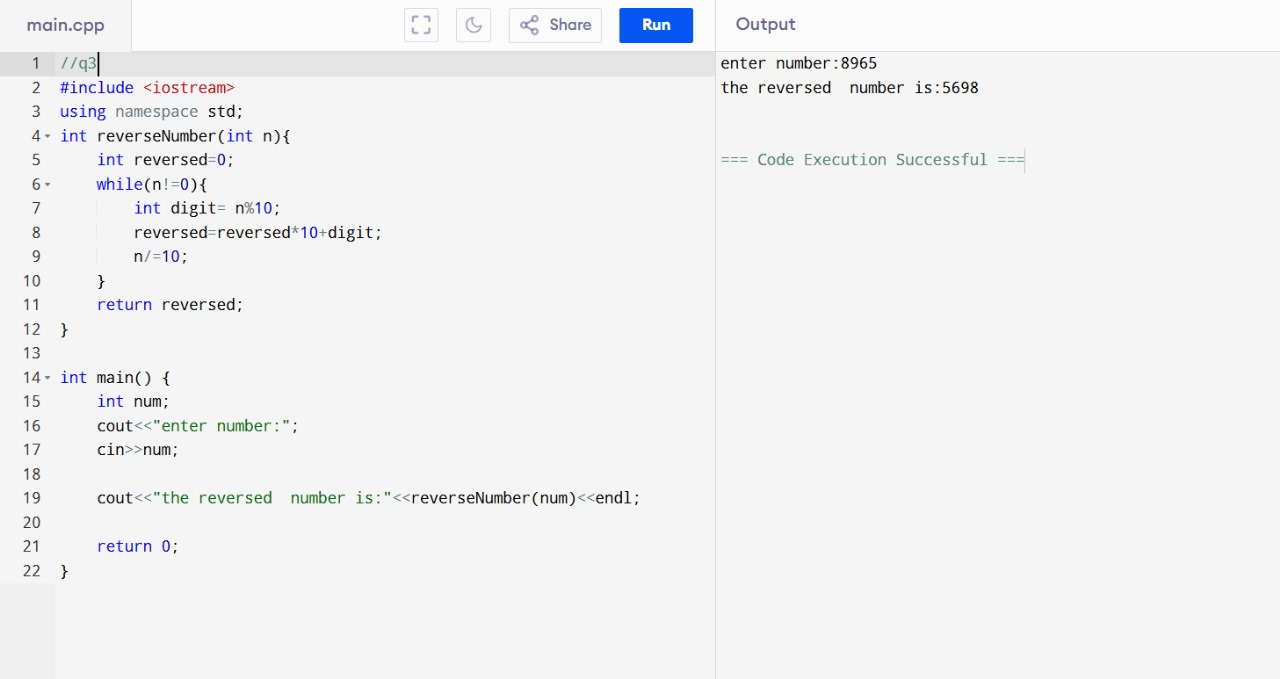 main.cpp
Share
Run
Output
1 //q3
2 #include <iostream>
3 using namespace std;
4 int reverseNumber(int n){
5     int reversed=0;
6     while(n!=0){
7         int digit= n%10;
8         reversed=reversed*10+digit;
9         n/=10;
10     }
11     return reversed;
12 }
13
14 int main() {
15     int num;
16     cout<<"enter number:";
17     cin>>num;
18
19     cout<<"the reversed  number is:"<<reverseNumber(num)<<endl;
20
21     return 0;
22 }
enter number:8965
the reversed  number is:5698
=== Code Execution Successful ===